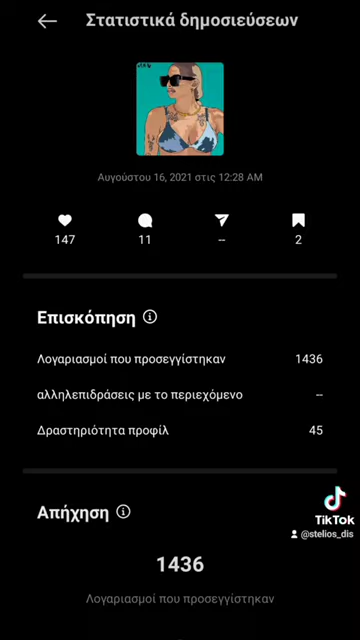 Στατιστικά δημοσιεύσεων
Αυγούστου 16, 2021 στις 12:28 AM
147 11 -- 2
Επισκόπηση
Λογαριασμοί που προσεγγίστηκαν 1436
αλληλεπιδράσεις με το περιεχόμενο --
Δραστηριότητα προφίλ 45
Απήχηση
TikTok
@stelios_dis
1436
Λογαριασμοί που προσεγγίστηκαν